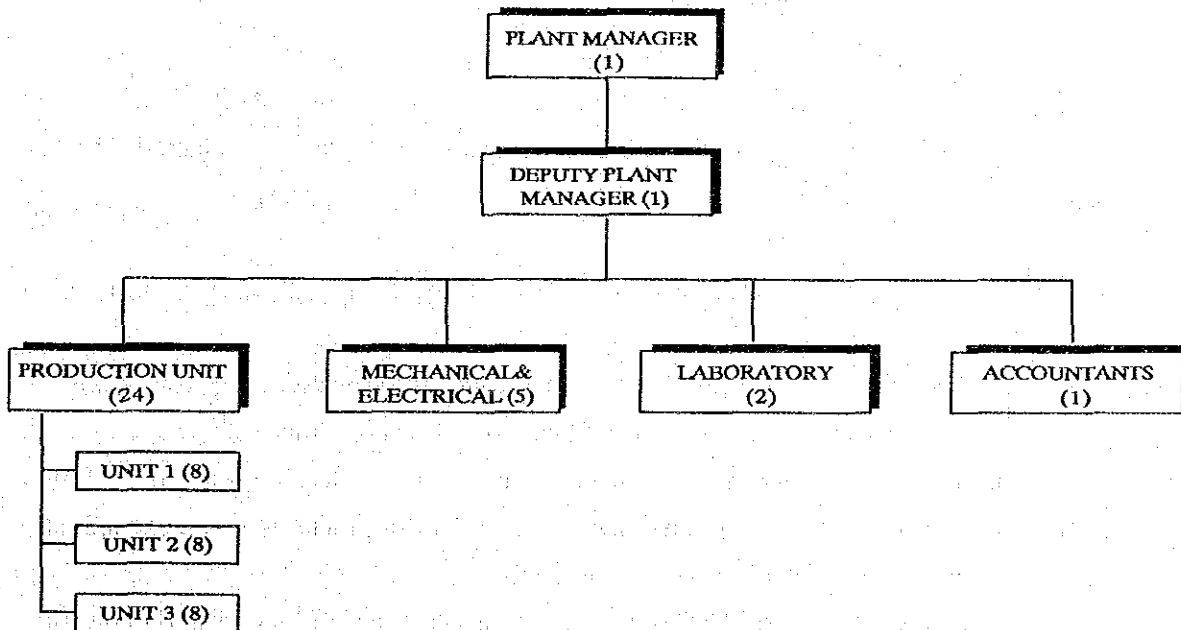 PLANT MANAGER
(1)
DEPUTY PLANT
MANAGER (1)
PRODUCTION UNIT
(24)
MECHANICAL&
ELECTRICAL (5)
LABORATORY
(2)
ACCOUNTANTS
(1)
UNIT 1 (8)
UNIT 2 (8)
UNIT 3 (8)